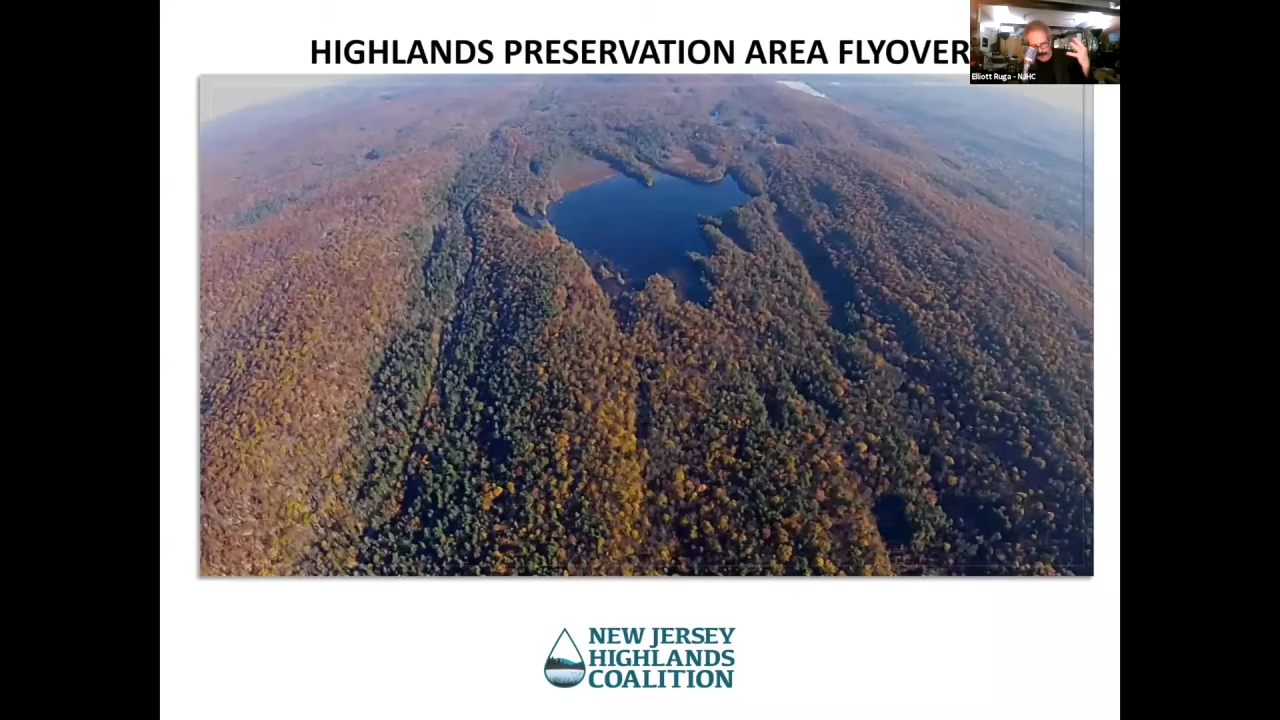 HIGHLANDS PRESERVATION AREA FLYOVER
Elliott Ruga - NJHC
NEW JERSEY
HIGHLANDS
COALITION